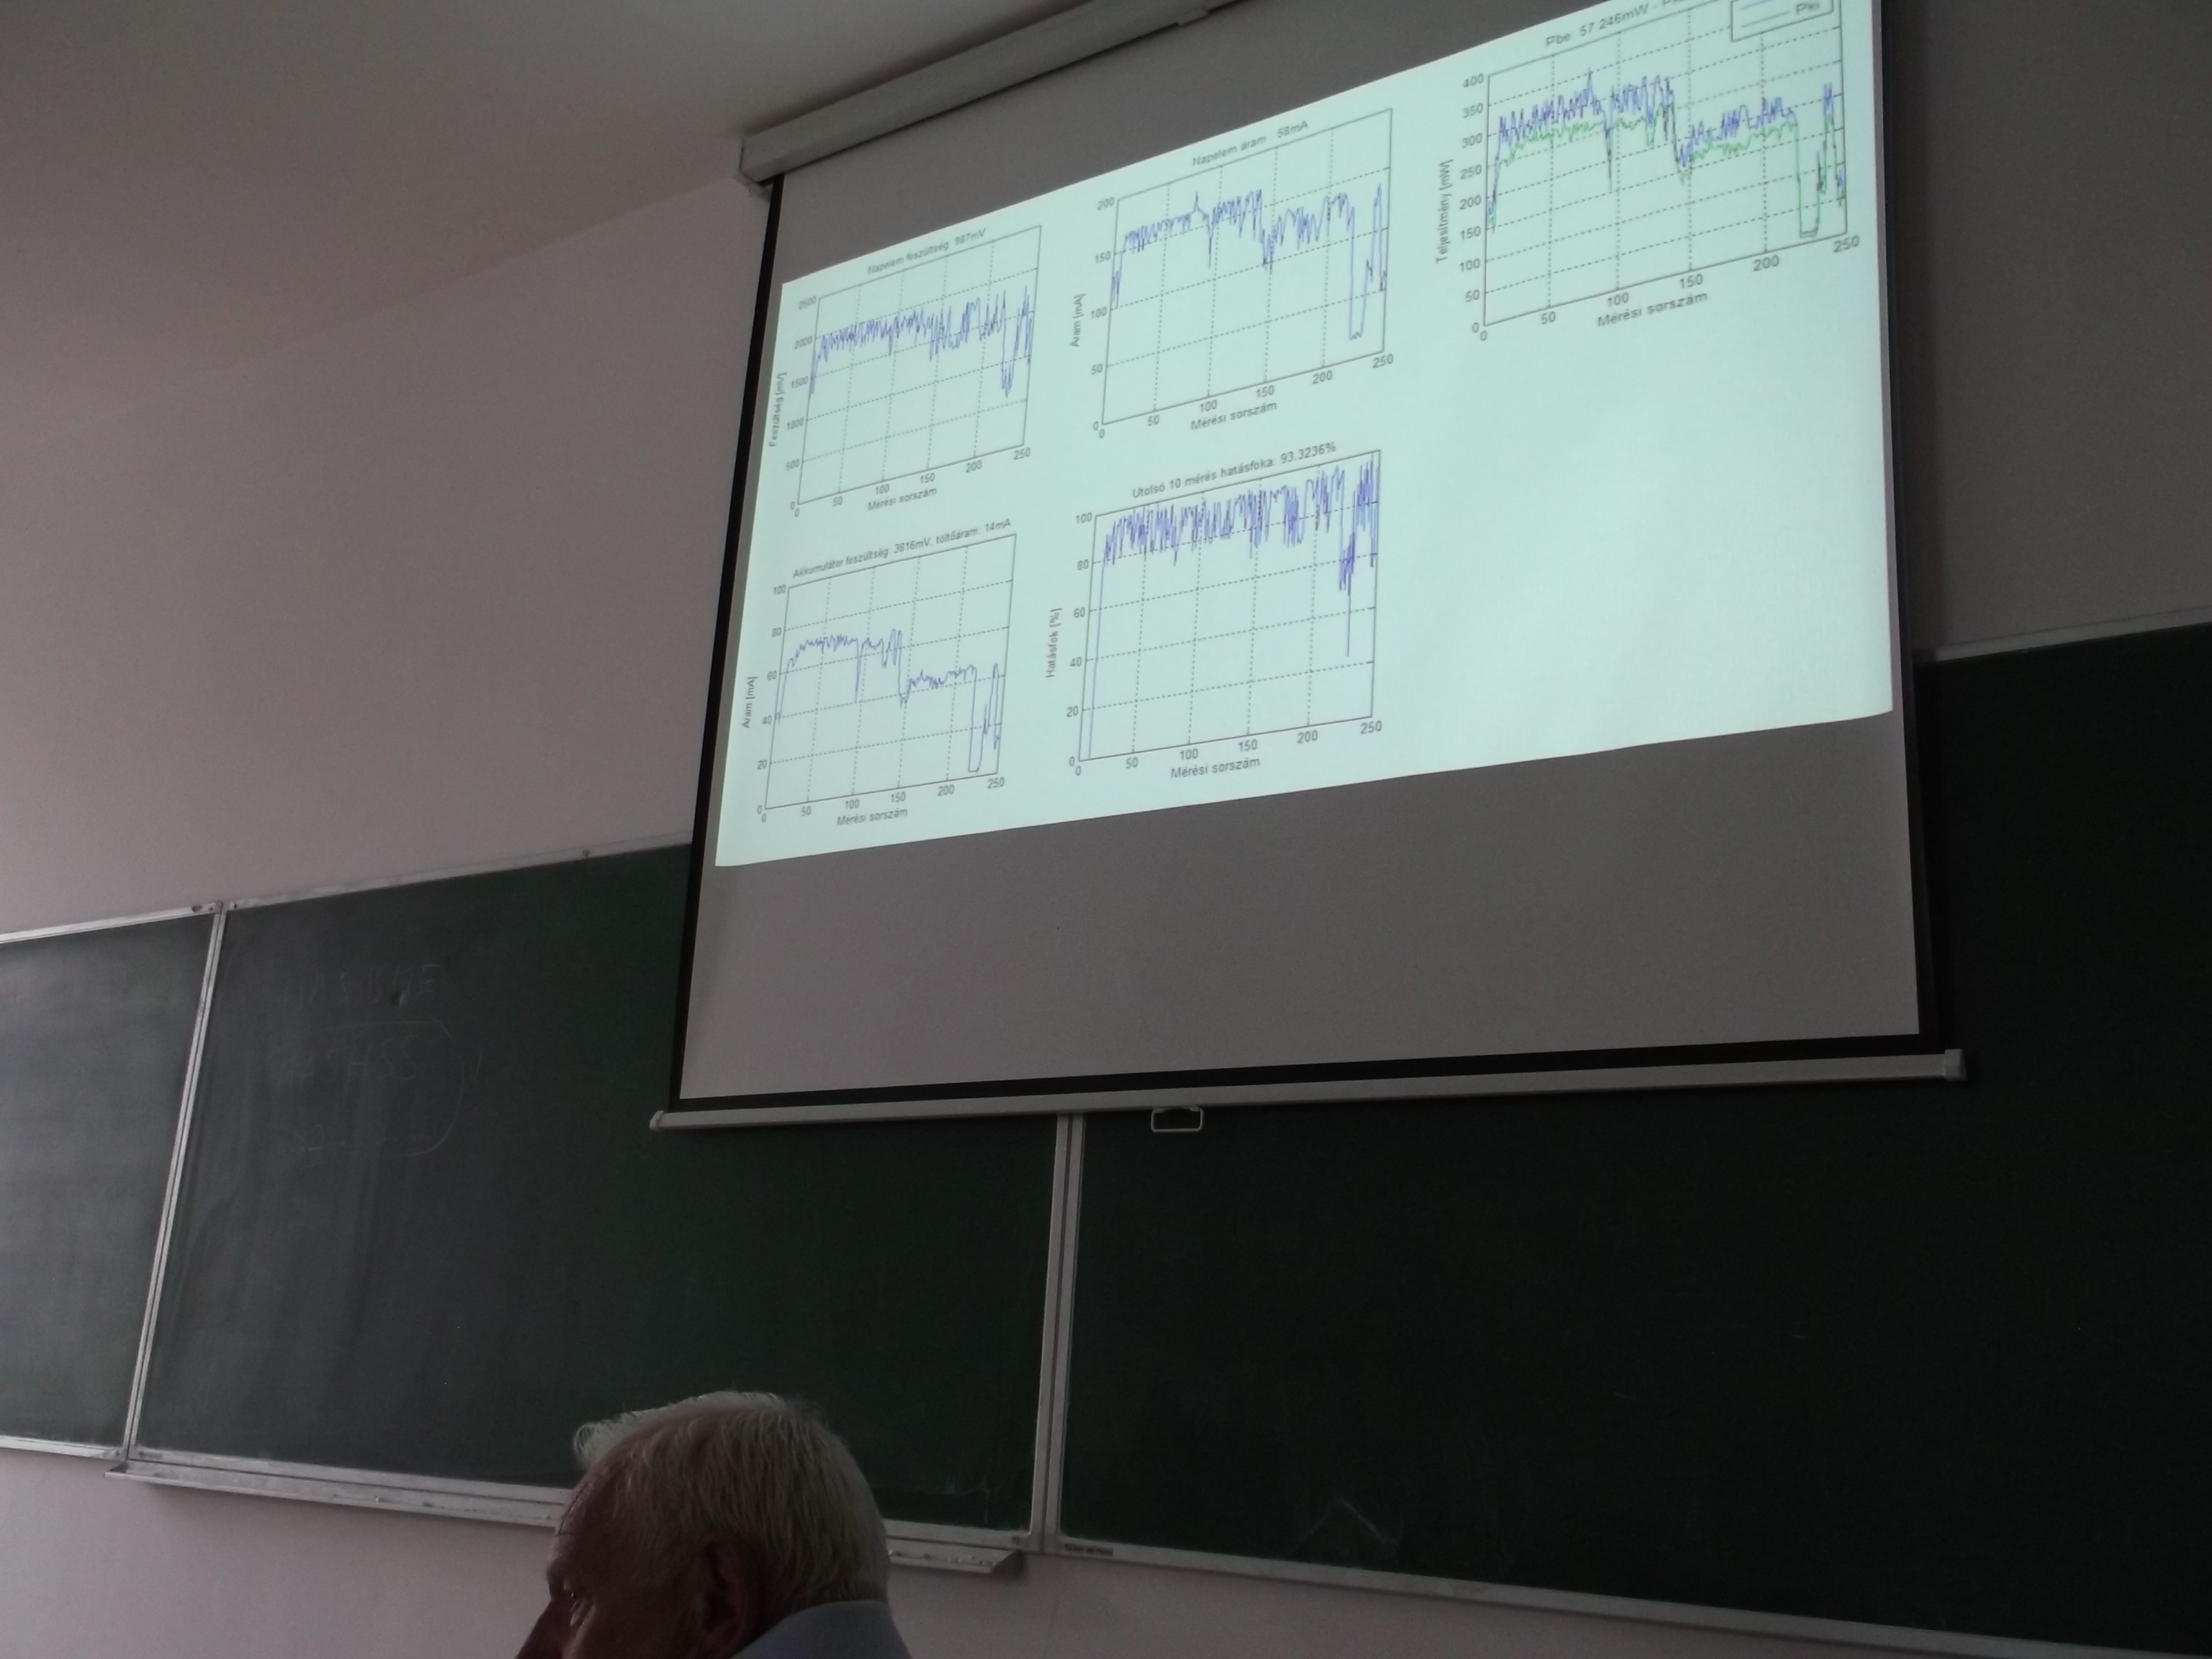 Napelem feszültség: 987mV
Feszültség [mV]
2500
2000
1500
1000
500
0
0 50 100 150 200 250
Mérési sorszám
Napelem áram : 58mA
Áram [mA]
200
150
100
50
0
0 50 100 150 200 250
Mérési sorszám
Pbe: 57.246mW -
Pki
Teljesítmény [mW]
400
350
300
250
200
150
100
50
0
0 50 100 150 200 250
Mérési sorszám
Akkumulátor feszültség: 3816mV, töltőáram: 14mA
Áram [mA]
100
80
60
40
20
0
0 50 100 150 200 250
Mérési sorszám
Utolsó 10 mérés hatásfoka: 93.3236%
Hatásfok [%]
100
80
60
40
20
0
0 50 100 150 200 250
Mérési sorszám